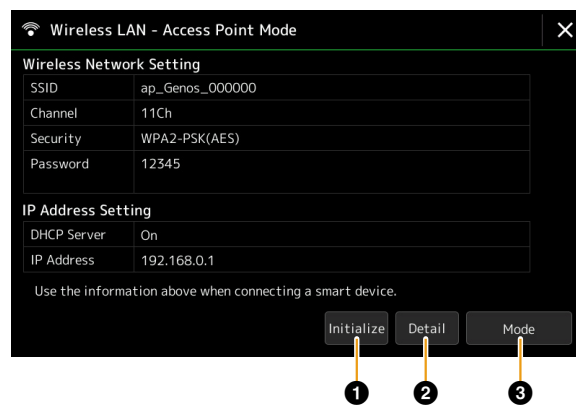 Wireless LAN - Access Point Mode
Wireless Network Setting
SSID ap_Genos_000000
Channel 11Ch
Security WPA2-PSK(AES)
Password 12345
IP Address Setting
DHCP Server On
IP Address 192.168.0.1
Use the information above when connecting a smart device.
Initialize Detail Mode
1 2 3